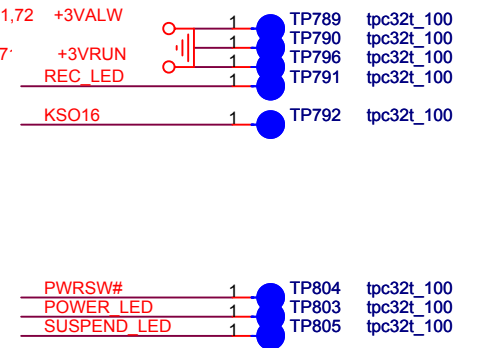 1,72 +3VALW 1 TP789 tpc32t_100
1 TP790 tpc32t_100
71 +3VRUN 1 TP796 tpc32t_100
REC_LED 1 TP791 tpc32t_100
KSO16 1 TP792 tpc32t_100
PWRSW# 1 TP804 tpc32t_100
POWER_LED 1 TP803 tpc32t_100
SUSPEND_LED 1 TP805 tpc32t_100